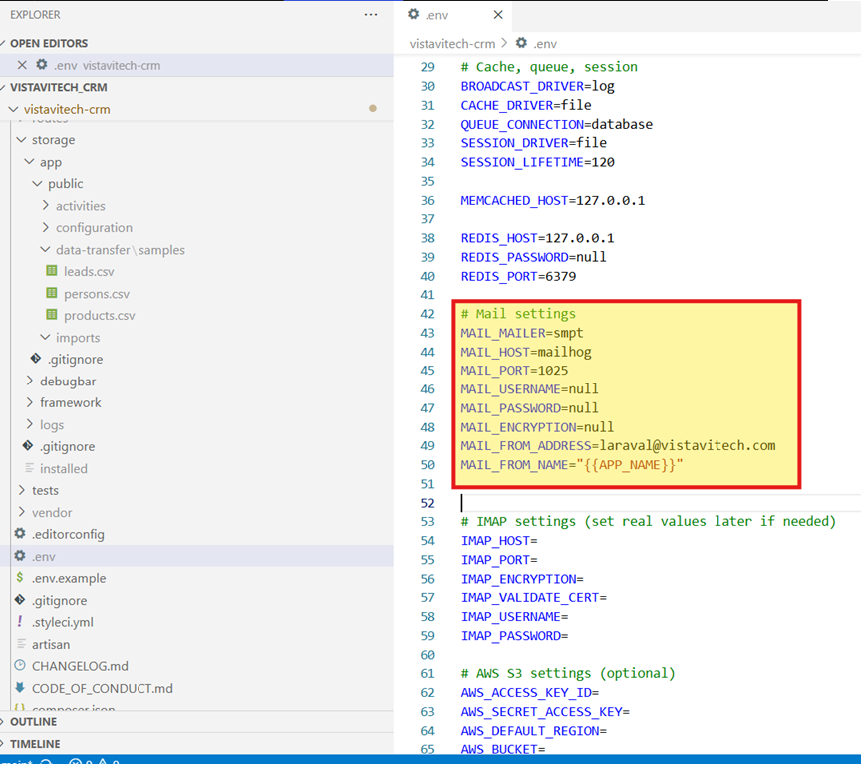 EXPLORER
OPEN EDITORS
.env vistavitech-crm
VISTAVITECH_CRM
vistavitech-crm
storage
app
public
activities
configuration
data-transfer\samples
leads.csv
persons.csv
products.csv
imports
.gitignore
debugbar
framework
logs
.gitignore
installed
tests
vendor
.editorconfig
.env
.env.example
.gitignore
.styleci.yml
artisan
CHANGELOG.md
CODE_OF_CONDUCT.md
composer.json
OUTLINE
TIMELINE
.env
vistavitech-crm > .env
29 # Cache, queue, session
30 BROADCAST_DRIVER=log
31 CACHE_DRIVER=file
32 QUEUE_CONNECTION=database
33 SESSION_DRIVER=file
34 SESSION_LIFETIME=120
35
36 MEMCACHED_HOST=127.0.0.1
37
38 REDIS_HOST=127.0.0.1
39 REDIS_PASSWORD=null
40 REDIS_PORT=6379
41
42 # Mail settings
43 MAIL_MAILER=smpt
44 MAIL_HOST=mailhog
45 MAIL_PORT=1025
46 MAIL_USERNAME=null
47 MAIL_PASSWORD=null
48 MAIL_ENCRYPTION=null
49 MAIL_FROM_ADDRESS=laraval@vistavitech.com
50 MAIL_FROM_NAME="{{APP_NAME}}"
51
52
53 # IMAP settings (set real values later if needed)
54 IMAP_HOST=
55 IMAP_PORT=
56 IMAP_ENCRYPTION=
57 IMAP_VALIDATE_CERT=
58 IMAP_USERNAME=
59 IMAP_PASSWORD=
60
61 # AWS S3 settings (optional)
62 AWS_ACCESS_KEY_ID=
63 AWS_SECRET_ACCESS_KEY=
64 AWS_DEFAULT_REGION=
65 AWS_BUCKET=